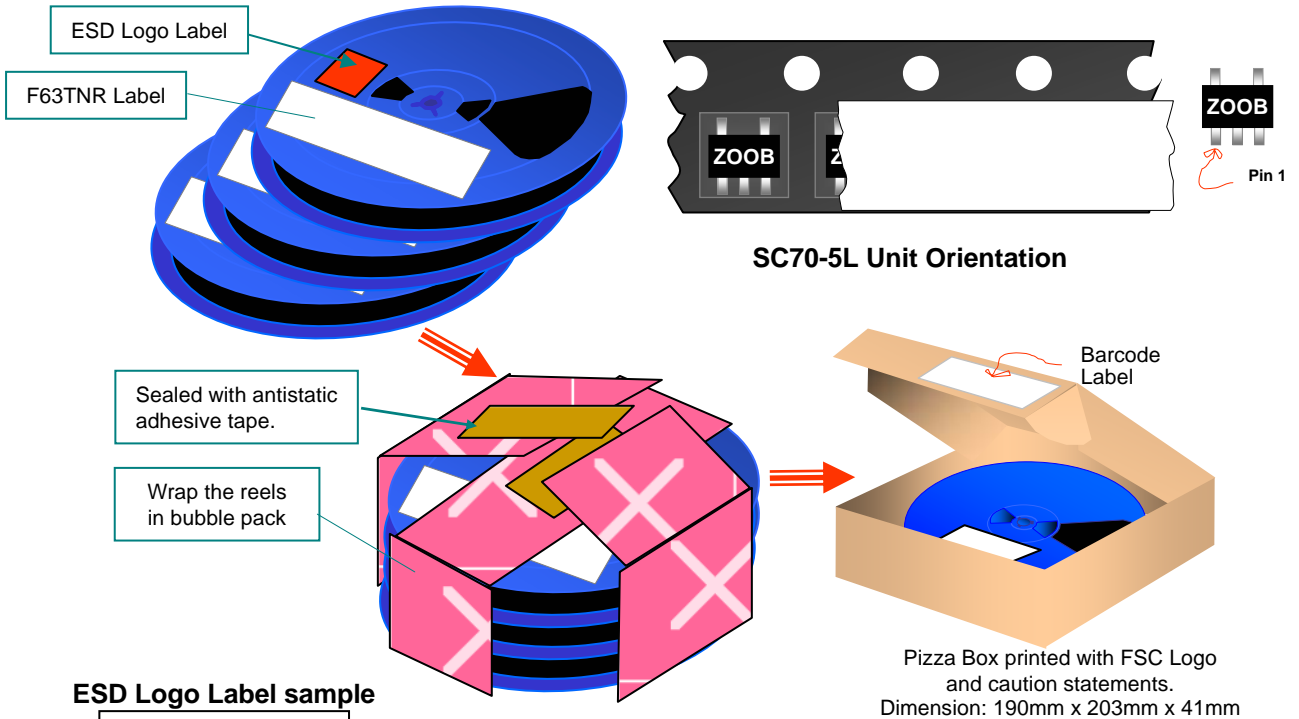 ESD Logo Label
F63TNR Label
ZOOB
Z
ZOOB
Pin 1
SC70-5L Unit Orientation
Sealed with antistatic
adhesive tape.
Wrap the reels
in bubble pack
Barcode
Label
Pizza Box printed with FSC Logo
and caution statements.
Dimension: 190mm x 203mm x 41mm
ESD Logo Label sample